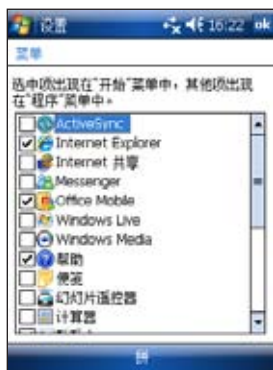 设置 16:22 ok
菜单
选中项出现在"开始"菜单中,其他项出现
在"程序"菜单中。
ActiveSync
Internet Explorer
Internet 共享
Messenger
Office Mobile
Windows Live
Windows Media
帮助
便笺
幻灯片遥控器
计算器
拼